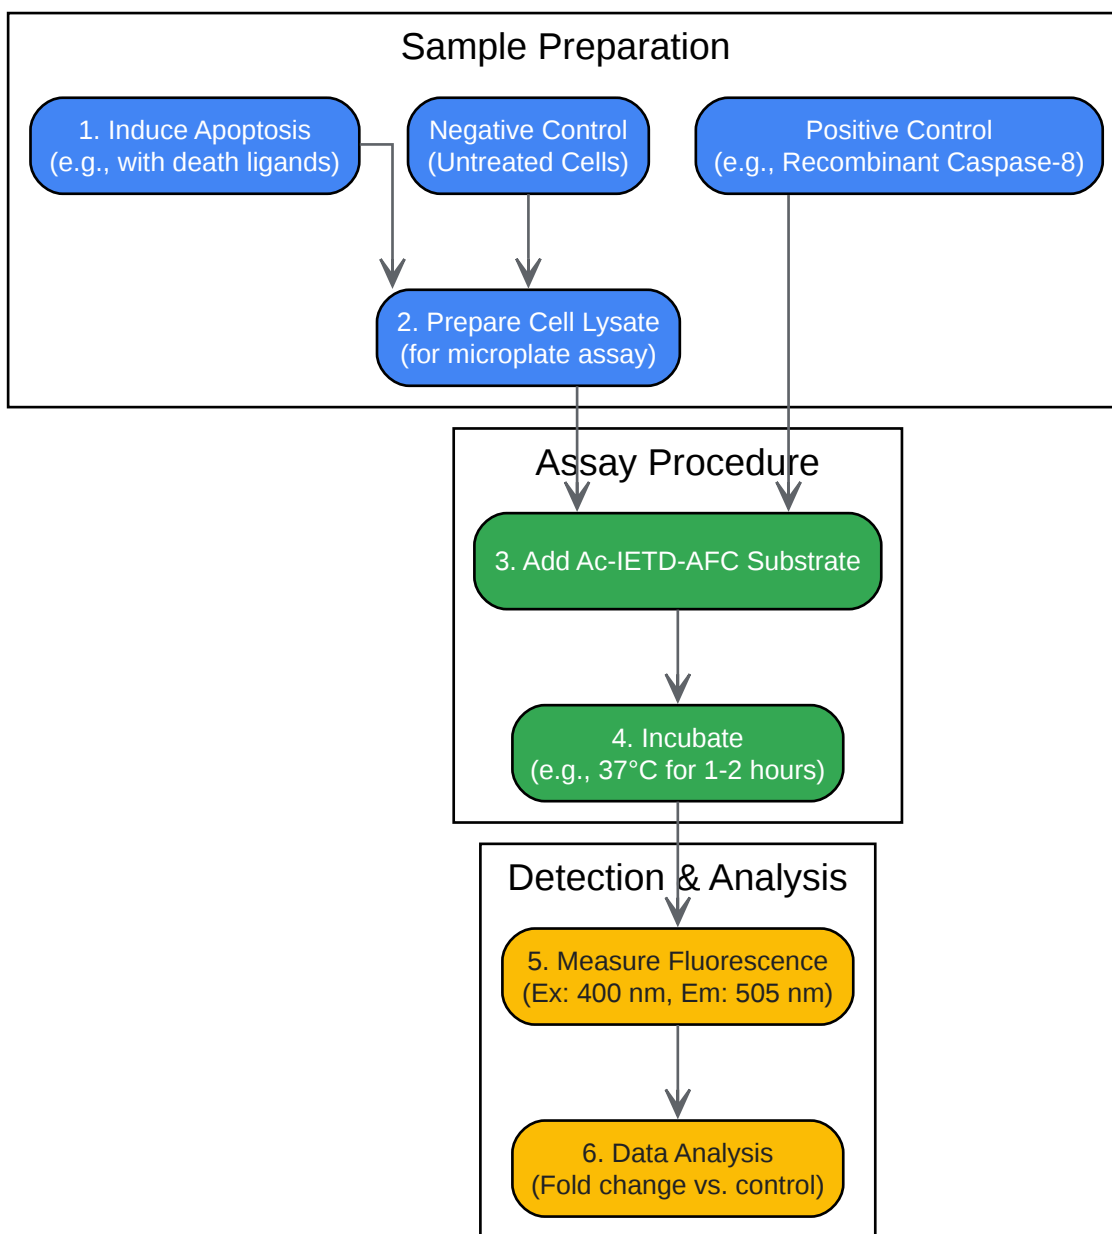 Sample Preparation
1. Induce Apoptosis
(e.g., with death ligands)
Negative Control
(Untreated Cells)
Positive Control
(e.g., Recombinant Caspase-8)
2. Prepare Cell Lysate
(for microplate assay)
Assay Procedure
3. Add Ac-IETD-AFC Substrate
4. Incubate
(e.g., 37°C for 1-2 hours)
Detection & Analysis
5. Measure Fluorescence
(Ex: 400 nm, Em: 505 nm)
6. Data Analysis
(Fold change vs. control)